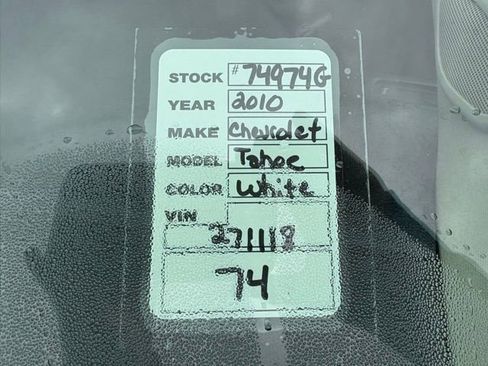 STOCK #74974G
YEAR 2010
MAKE Chevrolet
MODEL Tahoe
COLOR White
VIN
271118
74